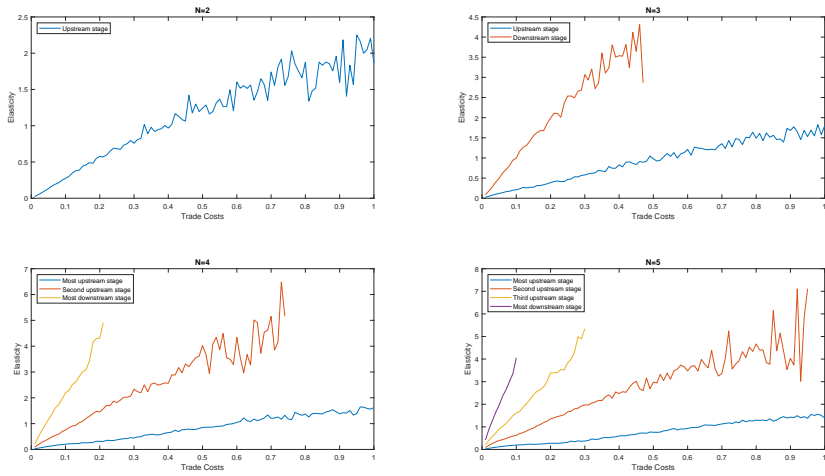 N=2
Upstream stage
2.5
2
1.5
1
0.5
0
Elasticity
0 0.1 0.2 0.3 0.4 0.5 0.6 0.7 0.8 0.9 1
Trade Costs
N=3
Upstream stage
Downstream stage
4.5
4
3.5
3
2.5
2
1.5
1
0.5
0
Elasticity
0 0.1 0.2 0.3 0.4 0.5 0.6 0.7 0.8 0.9 1
Trade Costs
N=4
Most upstream stage
Second upstream stage
Most downstream stage
7
6
5
4
3
2
1
0
Elasticity
0 0.1 0.2 0.3 0.4 0.5 0.6 0.7 0.8 0.9 1
Trade Costs
N=5
Most upstream stage
Second upstream stage
Third upstream stage
Most downstream stage
8
7
6
5
4
3
2
1
0
Elasticity
0 0.1 0.2 0.3 0.4 0.5 0.6 0.7 0.8 0.9 1
Trade Costs